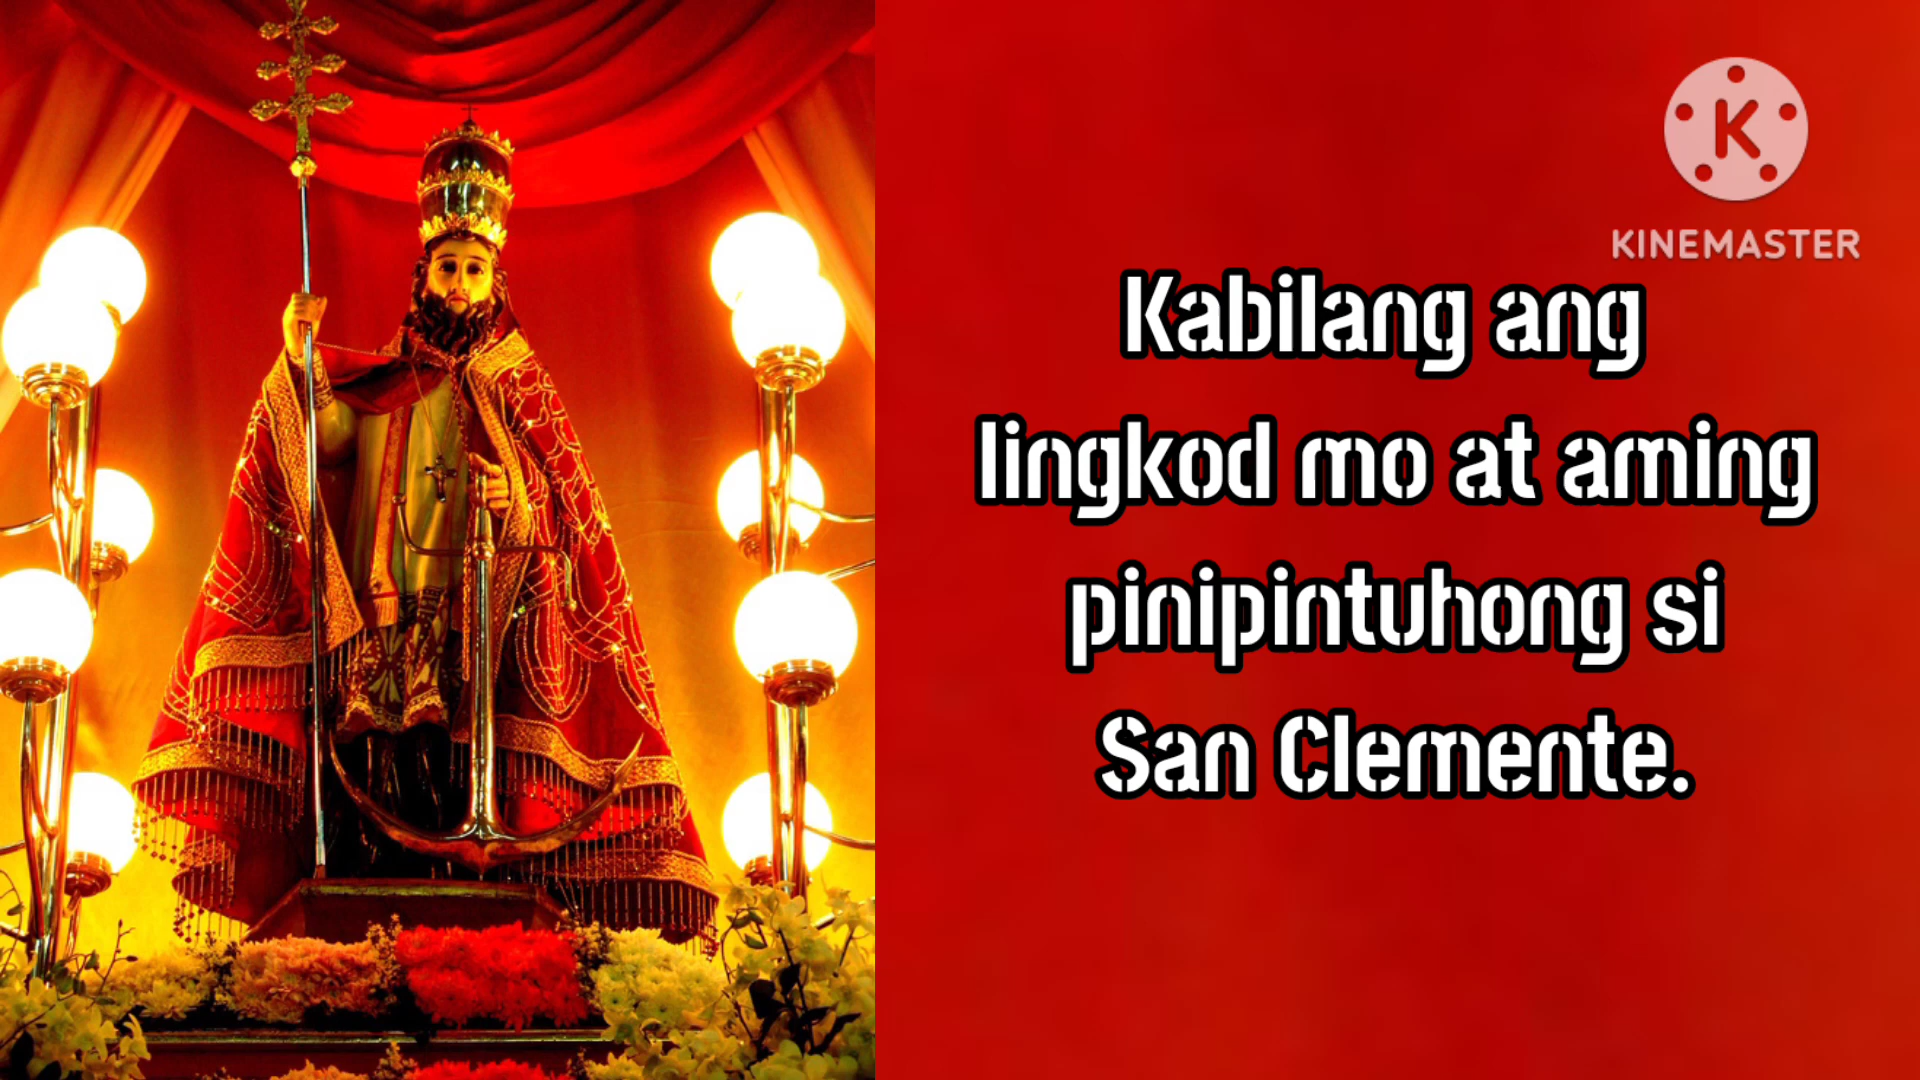 K
KINEMASTER
Kabilang ang
lingkod mo at aming
pinipintuhong si
San Clemente.